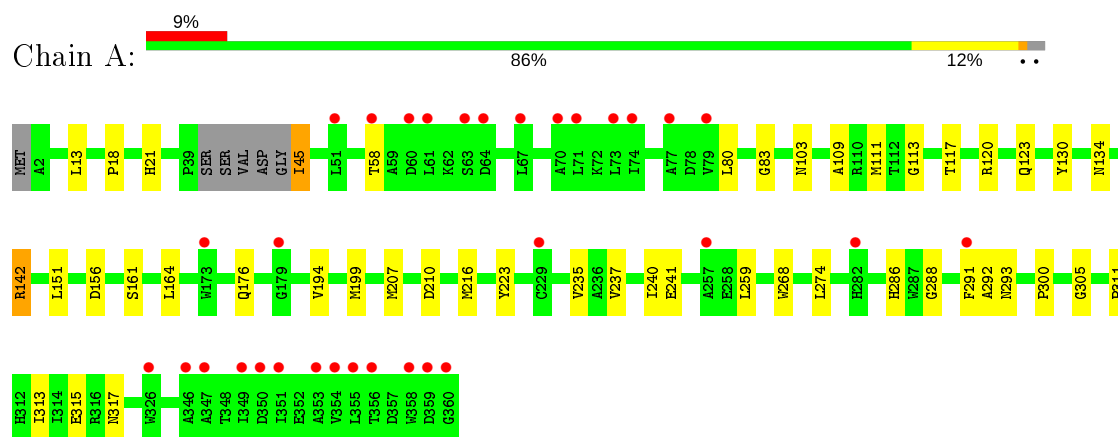 9%
Chain A:
86% 12% ••
MET A2 L13 P18 H21 P39 SER SER VAL ASP GLY I45 L51 T58 A59 D60 L61 K62 S63 D64 L67 A70 L71 K72 L73 I74 A77 D78 V79 L80 G83 N103 A109 R110 M111 T112 G113 T117 R120 Q123 Y130 N134
R142 L151 D156 S161 L164 W173 Q176 G179 V194 M199 M207 D210 M216 Y223 C229 V235 A236 V237 I240 E241 A257 E258 L259 W268 L274 H282 H286 W287 G288 F291 A292 N293 P300 G305
H312 I313 I314 E315 R316 N317 W326 A346 A347 T348 I349 D350 I351 E352 A353 V354 L355 T356 D357 W358 D359 G360